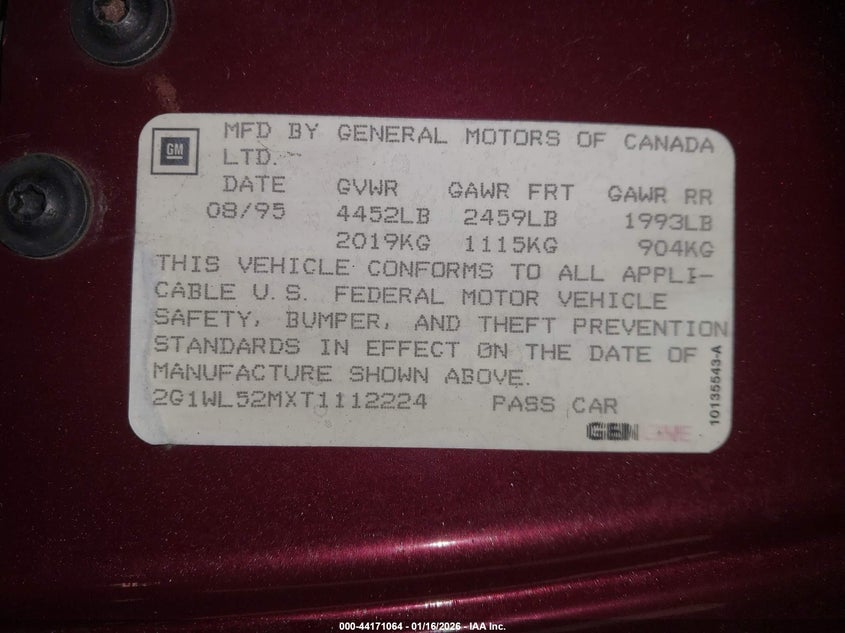 GM
MFD BY GENERAL MOTORS OF CANADA
LTD.
DATE GVWR GAWR FRT GAWR RR
08/95 4452LB 2459LB 1993LB
2019KG 1115KG 904KG
THIS VEHICLE CONFORMS TO ALL APPLI-
CABLE U.S. FEDERAL MOTOR VEHICLE
SAFETY, BUMPER, AND THEFT PREVENTION
STANDARDS IN EFFECT ON THE DATE OF
MANUFACTURE SHOWN ABOVE.
2G1WL52MXT1112224 PASS CAR
GENUINE
10135543-A
000-44171064 - 01/16/2026 - IAA Inc.